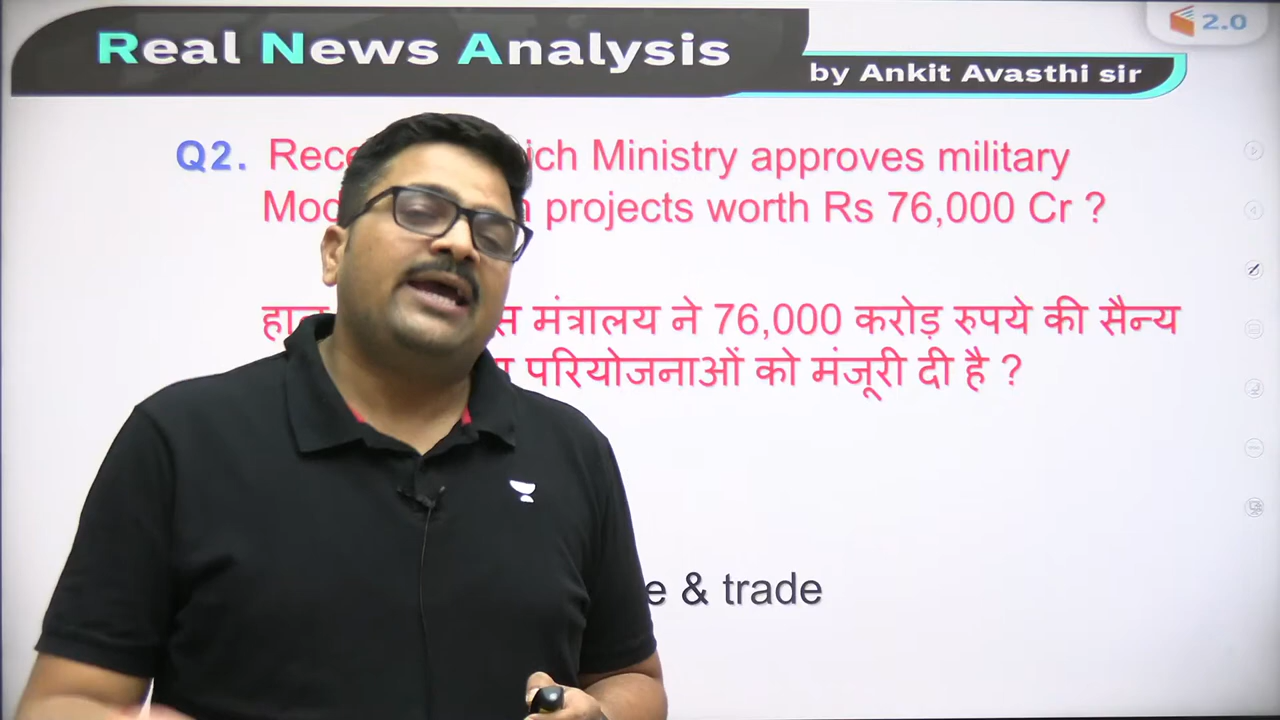 Real News Analysis
by Ankit Avasthi sir
2.0
Q2. Rece ich Ministry approves military
Mod n projects worth Rs 76,000 Cr ?
मंत्रालय ने 76,000 करोड़ रुपये की सैन्य
परियोजनाओं को मंजूरी दी है ?
e & trade